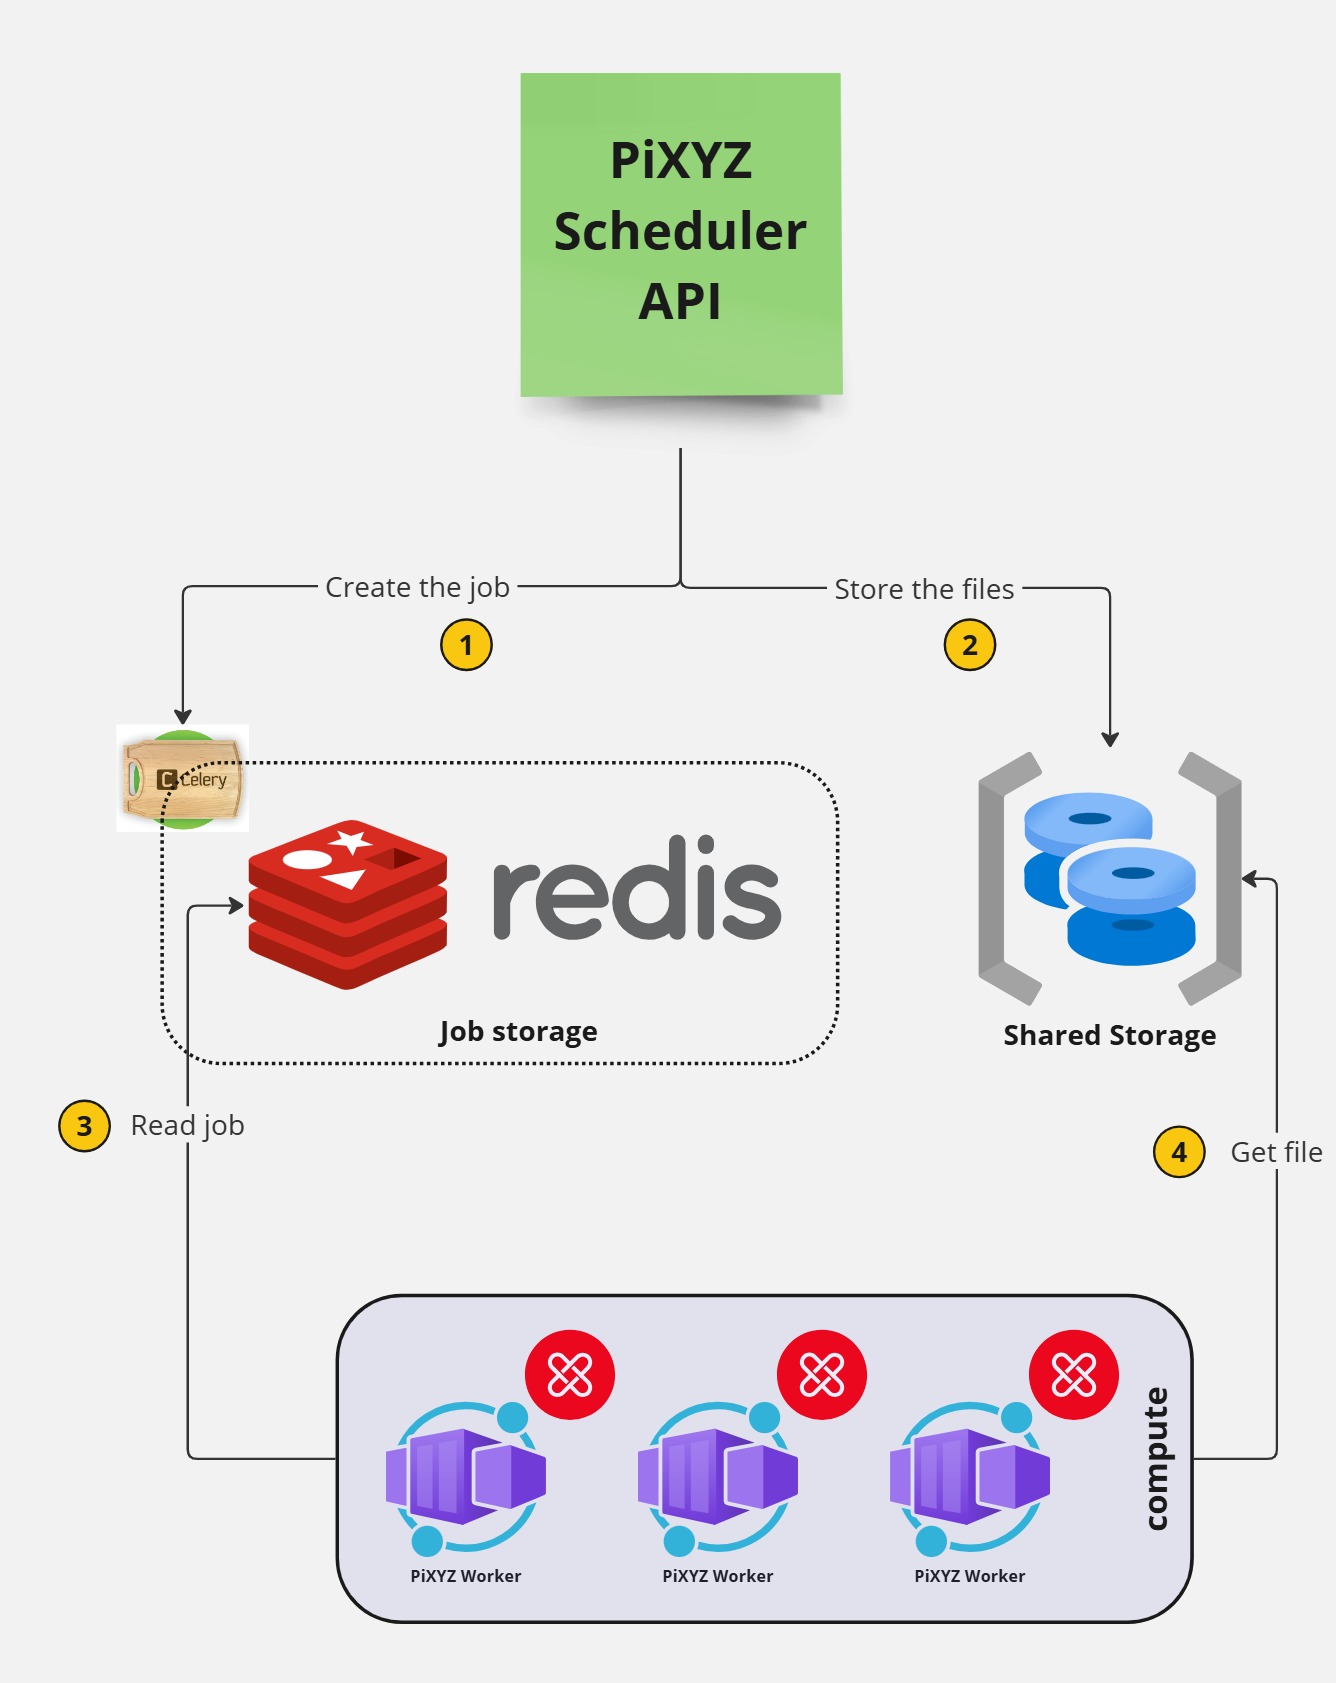 PiXYZ
Scheduler
API
Create the job
Store the files
1
2
C Celery
redis
Job storage
Shared Storage
3
Read job
4
Get file
compute
PiXYZ Worker
PiXYZ Worker
PiXYZ Worker